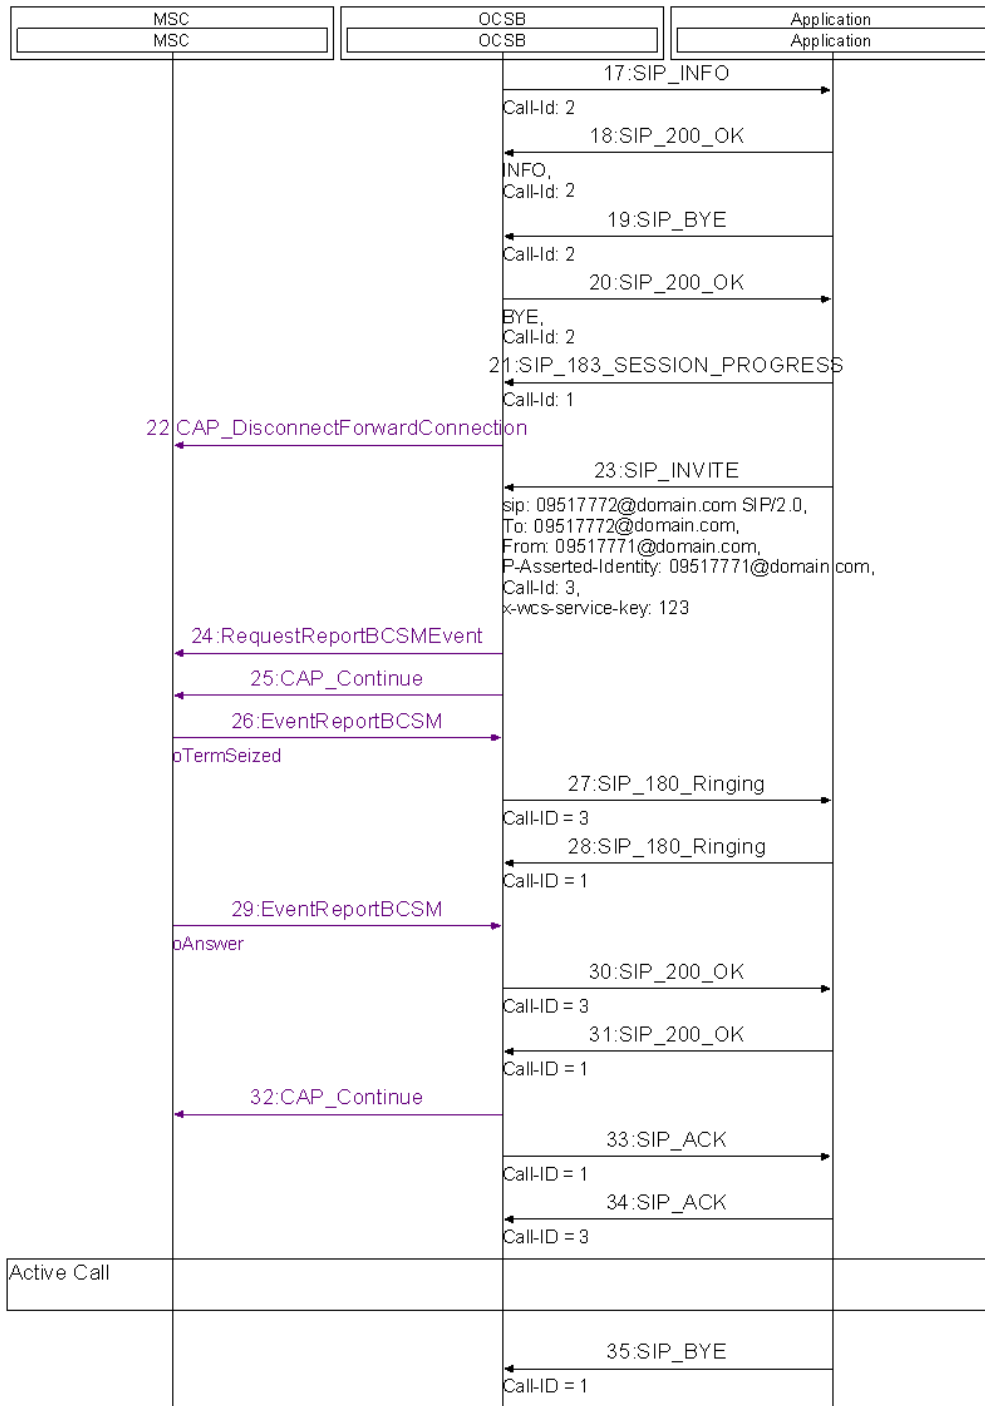 MSC
OCSB
Application
MSC
OCSB
Application
17:SIP_INFO
Call-Id: 2
18:SIP_200_OK
INFO,
Call-Id: 2
19:SIP_BYE
Call-Id: 2
20:SIP_200_OK
BYE,
Call-Id: 2
21:SIP_183_SESSION_PROGRESS
Call-Id: 1
22:CAP_DisconnectForwardConnection
23:SIP_INVITE
sip: 09517772@domain.com SIP/2.0,
To: 09517772@domain.com,
From: 09517771@domain.com,
P-Asserted-Identity: 09517771@domain.com,
Call-Id: 3,
x-wcs-service-key: 123
24:RequestReportBCSMEvent
25:CAP_Continue
26:EventReportBCSM
oTermSeized
27:SIP_180_Ringing
Call-ID = 3
28:SIP_180_Ringing
Call-ID = 1
29:EventReportBCSM
oAnswer
30:SIP_200_OK
Call-ID = 3
31:SIP_200_OK
Call-ID = 1
32:CAP_Continue
33:SIP_ACK
Call-ID = 1
34:SIP_ACK
Call-ID = 3
Active Call
35:SIP_BYE
Call-ID = 1